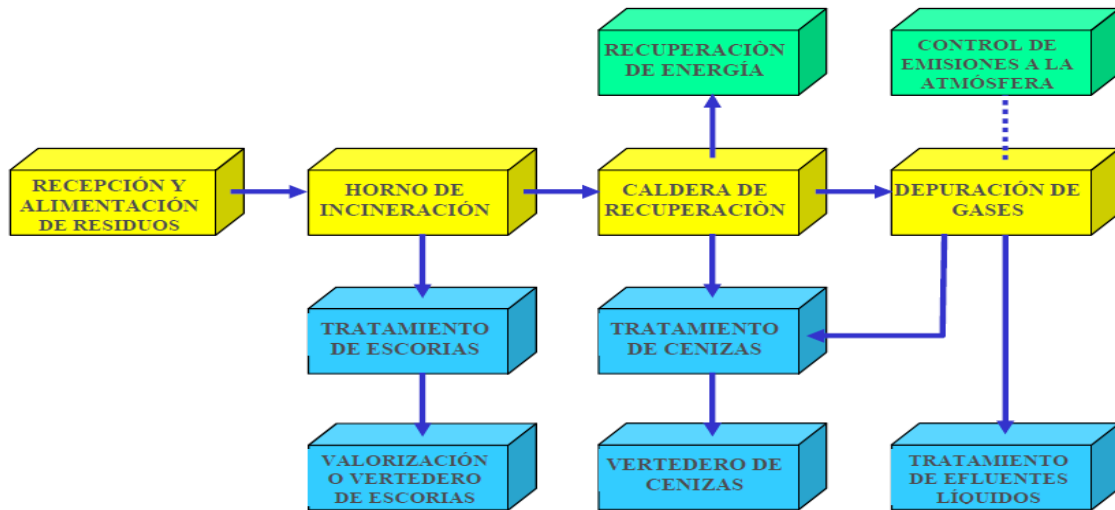 RECUPERACIÒN
DE ENERGÍA
CONTROL DE
EMISIONES A LA
ATMÓSFERA
RECEPCIÓN Y
ALIMENTACIÓN
DE RESIDUOS
HORNO DE
INCINERACIÓN
CALDERA DE
RECUPERACIÒN
DEPURACIÓN DE
GASES
TRATAMIENTO
DE ESCORIAS
TRATAMIENTO
DE CENIZAS
VALORIZACIÓN
O VERTEDERO
DE ESCORIAS
VERTEDERO DE
CENIZAS
TRATAMIENTO
DE EFLUENTES
LÍQUIDOS